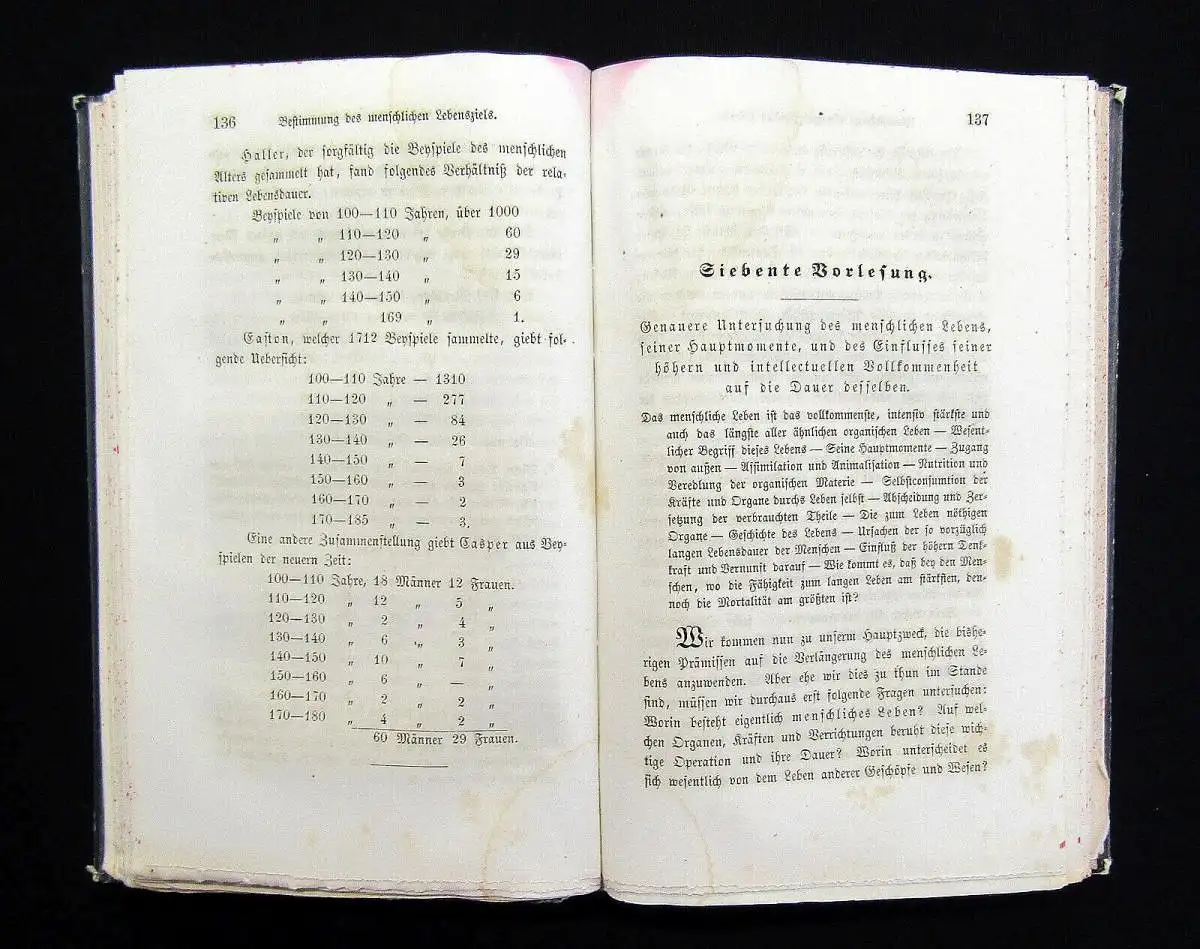 136 Bestimmung des menschlichen Lebensziels.
Haller, der sorgfältig die Beyspiele des menschlichen
Alters gesammelt hat, fand folgendes Verhältniß der rela-
tiven Lebensdauer.
Beyspiele von 100—110 Jahren, über 1000
„ „ 110—120 „ 60
„ „ 120—130 „ 29
„ „ 130—140 „ 15
„ „ 140—150 „ 6
„ „ 169 „ 1.
Easton, welcher 1712 Beyspiele sammelte, giebt fol-
gende Uebersicht:
100—110 Jahre — 1310
110—120 „ — 277
120—130 „ — 84
130—140 „ — 26
140—150 „ — 7
150—160 „ — 3
160—170 „ — 2
170—185 „ — 3.
Eine andere Zusammenstellung giebt Casper aus Bey-
spielen der neuern Zeit:
100—110 Jahre, 18 Männer 12 Frauen.
110—120 „ 12 „ 5 „
120—130 „ 2 „ 4 „
130—140 „ 6 „ 3 „
140—150 „ 10 „ 7 „
150—160 „ 6 „ — „
160—170 „ 2 „ 2 „
170—180 „ 4 „ 2 „
60 Männer 29 Frauen.
137
Siebente Vorlesung.
Genauere Untersuchung des menschlichen Lebens,
seiner Hauptmomente, und des Einflusses seiner
höhern und intellectuellen Vollkommenheit
auf die Dauer desselben.
Das menschliche Leben ist das vollkommenste, intensiv stärkste und
auch das längste aller ähnlichen organischen Leben — Wesent-
licher Begriff dieses Lebens — Seine Hauptmomente — Zugang
von außen — Assimilation und Animalisation — Nutrition und
Veredlung der organischen Materie — Selbstconsumtion der
Kräfte und Organe durchs Leben selbst — Abscheidung und Zer-
setzung der verbrauchten Theile — Die zum Leben nöthigen
Organe — Geschichte des Lebens — Ursachen der so vorzüglich
langen Lebensdauer der Menschen — Einfluß der höhern Denk-
kraft und Vernunft darauf — Wie kommt es, daß bey den Men-
schen, wo die Fähigkeit zum langen Leben am stärksten, den-
noch die Mortalität am größten ist?
Wir kommen nun zu unserm Hauptzweck, die bishe-
rigen Prämissen auf die Verlängerung des menschlichen Le-
bens anzuwenden. Aber ehe wir dies zu thun im Stande
sind, müssen wir durchaus erst folgende Fragen untersuchen:
Worin besteht eigentlich menschliches Leben? Auf wel-
chen Organen, Kräften und Verrichtungen beruht diese wich-
tige Operation und ihre Dauer? Worin unterscheidet es
sich wesentlich von dem Leben anderer Geschöpfe und Wesen?